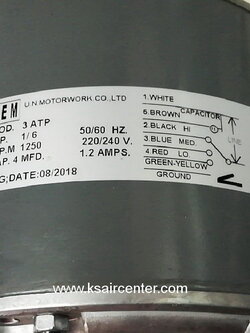 EM
U.N.MOTORWORK CO.,LTD
OD. 3 ATP
P. 1/6 50/60 HZ.
P.M 1250 220/240 V.
AP. 4 MFD. 1.2 AMPS.
G;DATE:08/2018
1.WHITE
5.BROWN CAPACITOR
2.BLACK HI
3.BLUE MED.
4.RED LO.
GREEN-YELLOW
GROUND
LINE
www.ksaircenter.com